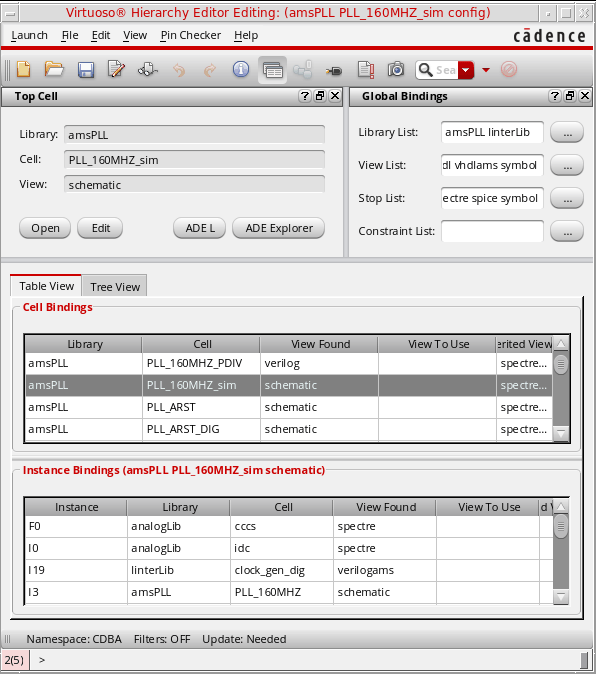 Virtuoso® Hierarchy Editor Editing: (amsPLL PLL_160MHZ_sim config)
Launch File Edit View Pin Checker Help cādence
Sea
Top Cell
Library: amsPLL
Cell: PLL_160MHZ_sim
View: schematic
Open Edit ADE L ADE Explorer
Global Bindings
Library List: amsPLL linterLib ...
View List: dl vhdlams symbol ...
Stop List: ectre spice symbol ...
Constraint List: ...
Table View Tree View
Cell Bindings
Library Cell View Found View To Use erited View
amsPLL PLL_160MHZ_PDIV verilog spectre...
amsPLL PLL_160MHZ_sim schematic spectre...
amsPLL PLL_ARST schematic spectre...
amsPLL PLL_ARST_DIG schematic spectre...
Instance Bindings (amsPLL PLL_160MHZ_sim schematic)
Instance Library Cell View Found View To Use d V
F0 analogLib cccs spectre
I0 analogLib idc spectre
I19 linterLib clock_gen_dig verilogams
I3 amsPLL PLL_160MHZ schematic
Namespace: CDBA Filters: OFF Update: Needed
2(5) >